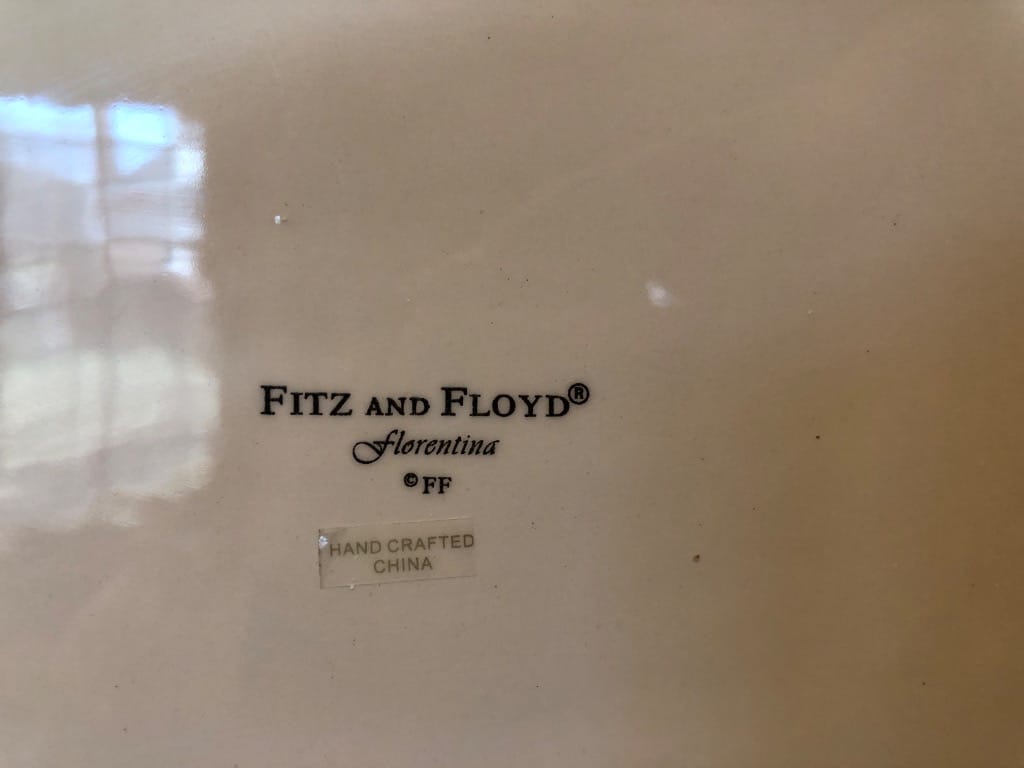 FITZ AND FLOYD®
Florentina
© FF
HAND CRAFTED
CHINA